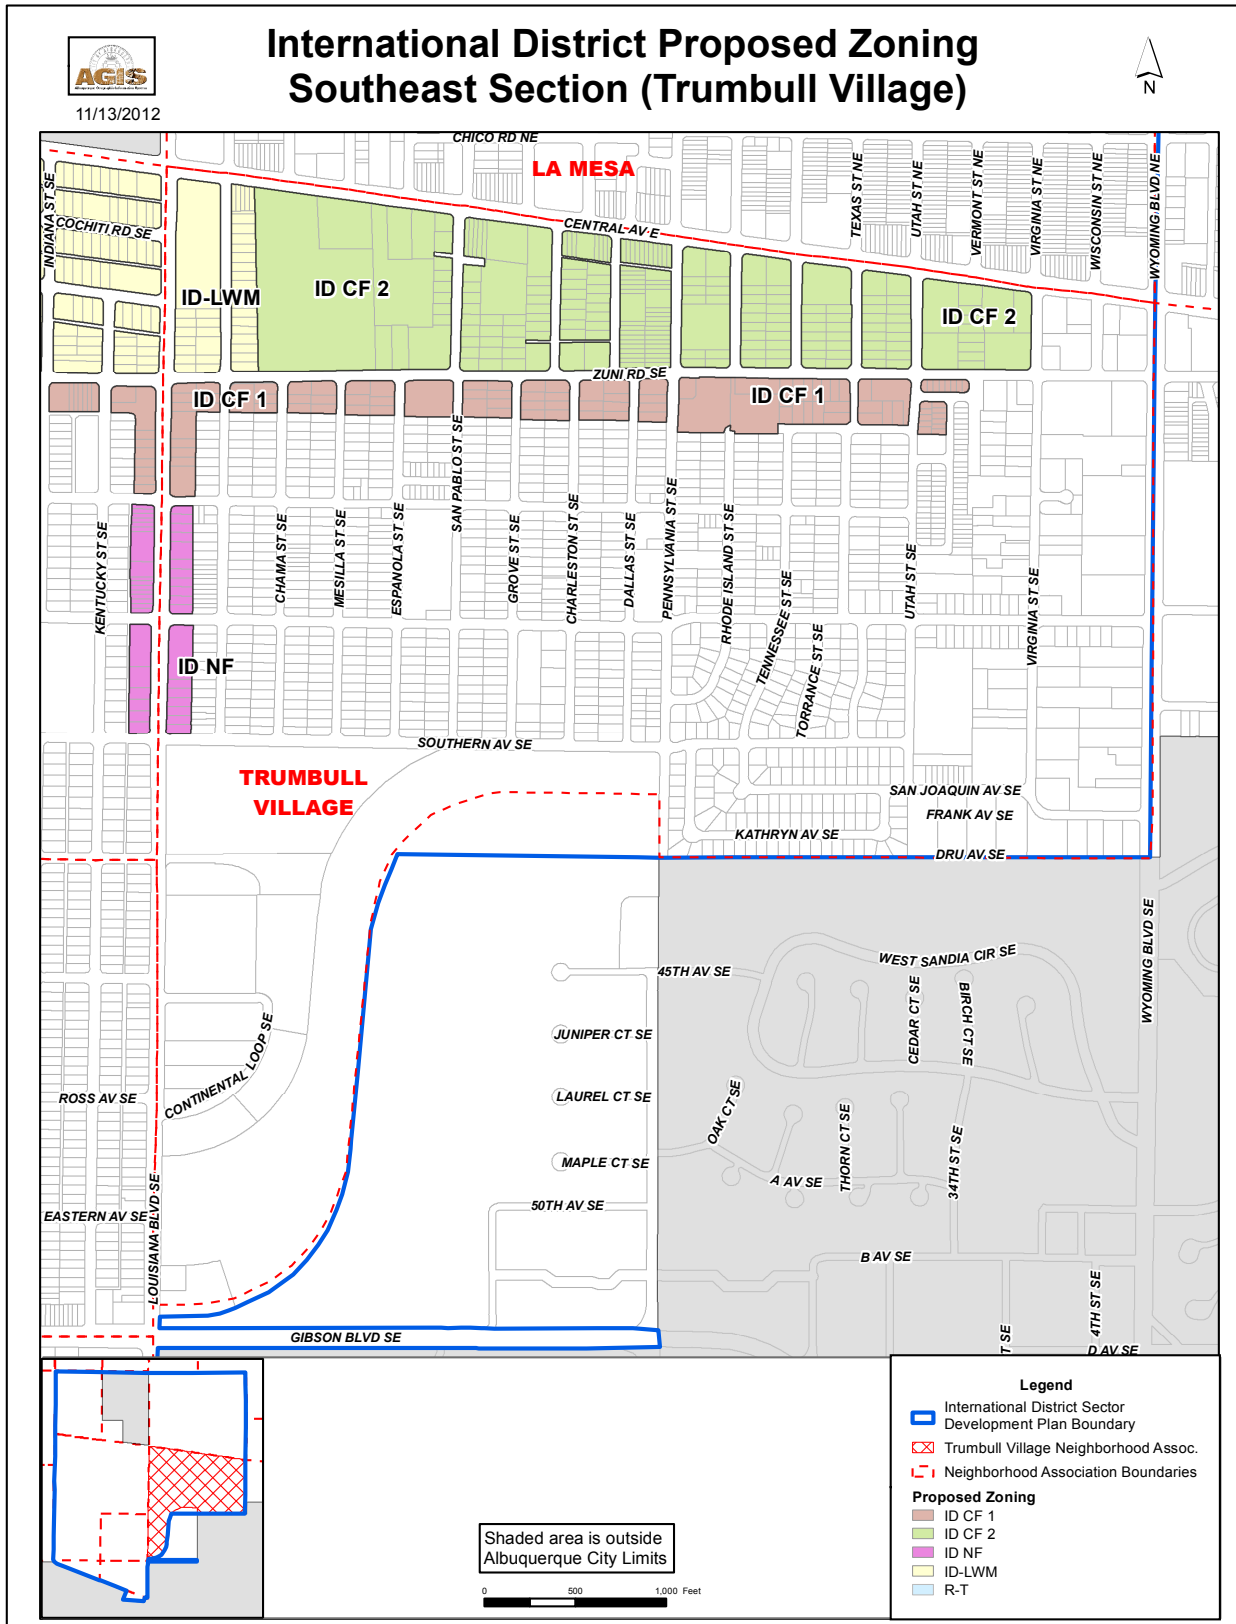 International District Proposed Zoning
Southeast Section (Trumbull Village)
AGIS
11/13/2012
N
CHICO RD NE
LA MESA
INDIANA ST SE
COCHITI RD SE
CENTRAL AV E
TEXAS ST NE
UTAH ST NE
VERMONT ST NE
VIRGINIA ST NE
WISCONSIN ST NE
WYOMING BLVD NE
ID-LWM
ID CF 2
ID CF 2
ZUNI RD SE
ID CF 1
ID CF 1
KENTUCKY ST SE
CHAMA ST SE
MESILLA ST SE
ESPANOLA ST SE
SAN PABLO ST SE
GROVE ST SE
CHARLESTON ST SE
DALLAS ST SE
PENNSYLVANIA ST SE
RHODE ISLAND ST SE
TENNESSEE ST SE
TORRANCE ST SE
UTAH ST SE
VIRGINIA ST SE
ID NF
SOUTHERN AV SE
TRUMBULL
VILLAGE
SAN JOAQUIN AV SE
FRANK AV SE
KATHRYN AV SE
DRU AV SE
WYOMING BLVD SE
WEST SANDIA CIR SE
45TH AV SE
CEDAR CT SE
BIRCH CT SE
JUNIPER CT SE
CONTINENTAL LOOP SE
LAUREL CT SE
ROSS AV SE
OAK CT SE
THORN CT SE
34TH ST SE
MAPLE CT SE
A AV SE
50TH AV SE
EASTERN AV SE
LOUISIANA BLVD SE
B AV SE
4TH ST SE
T SE
D AV SE
GIBSON BLVD SE
Legend
International District Sector
Development Plan Boundary
Trumbull Village Neighborhood Assoc.
Neighborhood Association Boundaries
Proposed Zoning
ID CF 1
ID CF 2
ID NF
ID-LWM
R-T
Shaded area is outside
Albuquerque City Limits
0 500 1,000 Feet